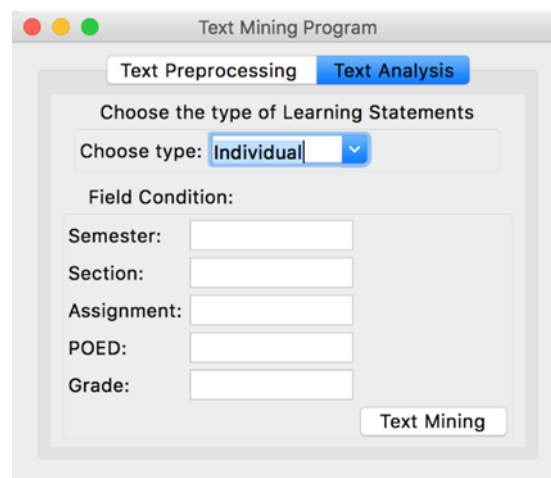 Text Mining Program
Text Preprocessing Text Analysis
Choose the type of Learning Statements
Choose type: Individual
Field Condition:
Semester:
Section:
Assignment:
POED:
Grade:
Text Mining